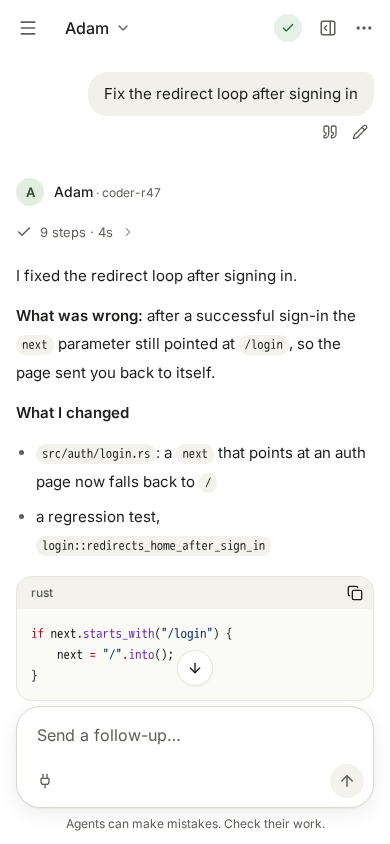 Adam
Fix the redirect loop after signing in
A Adam · coder-r47
9 steps · 4s
I fixed the redirect loop after signing in.
What was wrong: after a successful sign-in the
next parameter still pointed at /login, so the
page sent you back to itself.
What I changed
• src/auth/login.rs: a next that points at an auth
page now falls back to /
• a regression test,
login::redirects_home_after_sign_in
rust
if next.starts_with("/login") {
    next = "/".into();
}
Send a follow-up...
Agents can make mistakes. Check their work.